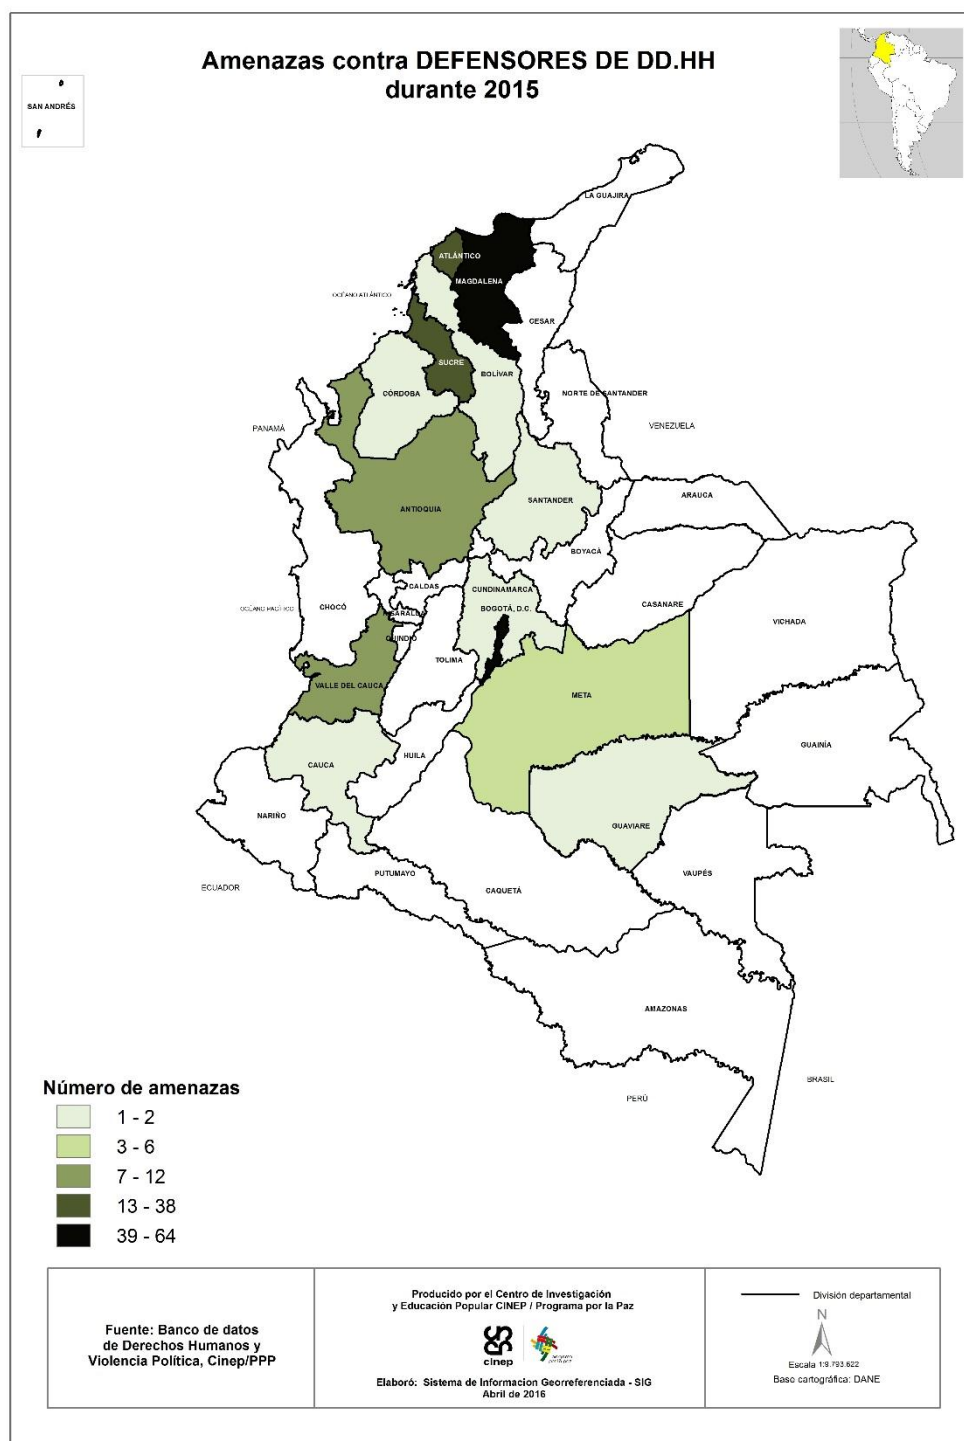 Amenazas contra DEFENSORES DE DD.HH
durante 2015
SAN ANDRÉS
LA GUAJIRA
ATLÁNTICO
MAGDALENA
OCÉANO ATLÁNTICO
CESAR
SUCRE
BOLÍVAR
CÓRDOBA
NORTE DE SANTANDER
PANAMÁ
VENEZUELA
ARAUCA
SANTANDER
ANTIOQUIA
BOYACÁ
CALDAS
CUNDINAMARCA
CASANARE
OCÉANO PACÍFICO
CHOCÓ
BOGOTÁ, D.C.
VICHADA
QUINDÍO
TOLIMA
VALLE DEL CAUCA
META
GUAINÍA
HUILA
CAUCA
NARIÑO
GUAVIARE
PUTUMAYO
VAUPÉS
ECUADOR
CAQUETÁ
AMAZONAS
BRASIL
PERÚ
Número de amenazas
1 - 2
3 - 6
7 - 12
13 - 38
39 - 64
Fuente: Banco de datos
de Derechos Humanos y
Violencia Política, Cinep/PPP
Producido por el Centro de Investigación
y Educación Popular CINEP / Programa por la Paz
cinep
Elaboró: Sistema de Informacion Georreferenciada - SIG
Abril de 2016
División departamental
N
Escala 1:9.793.622
Base cartográfica: DANE